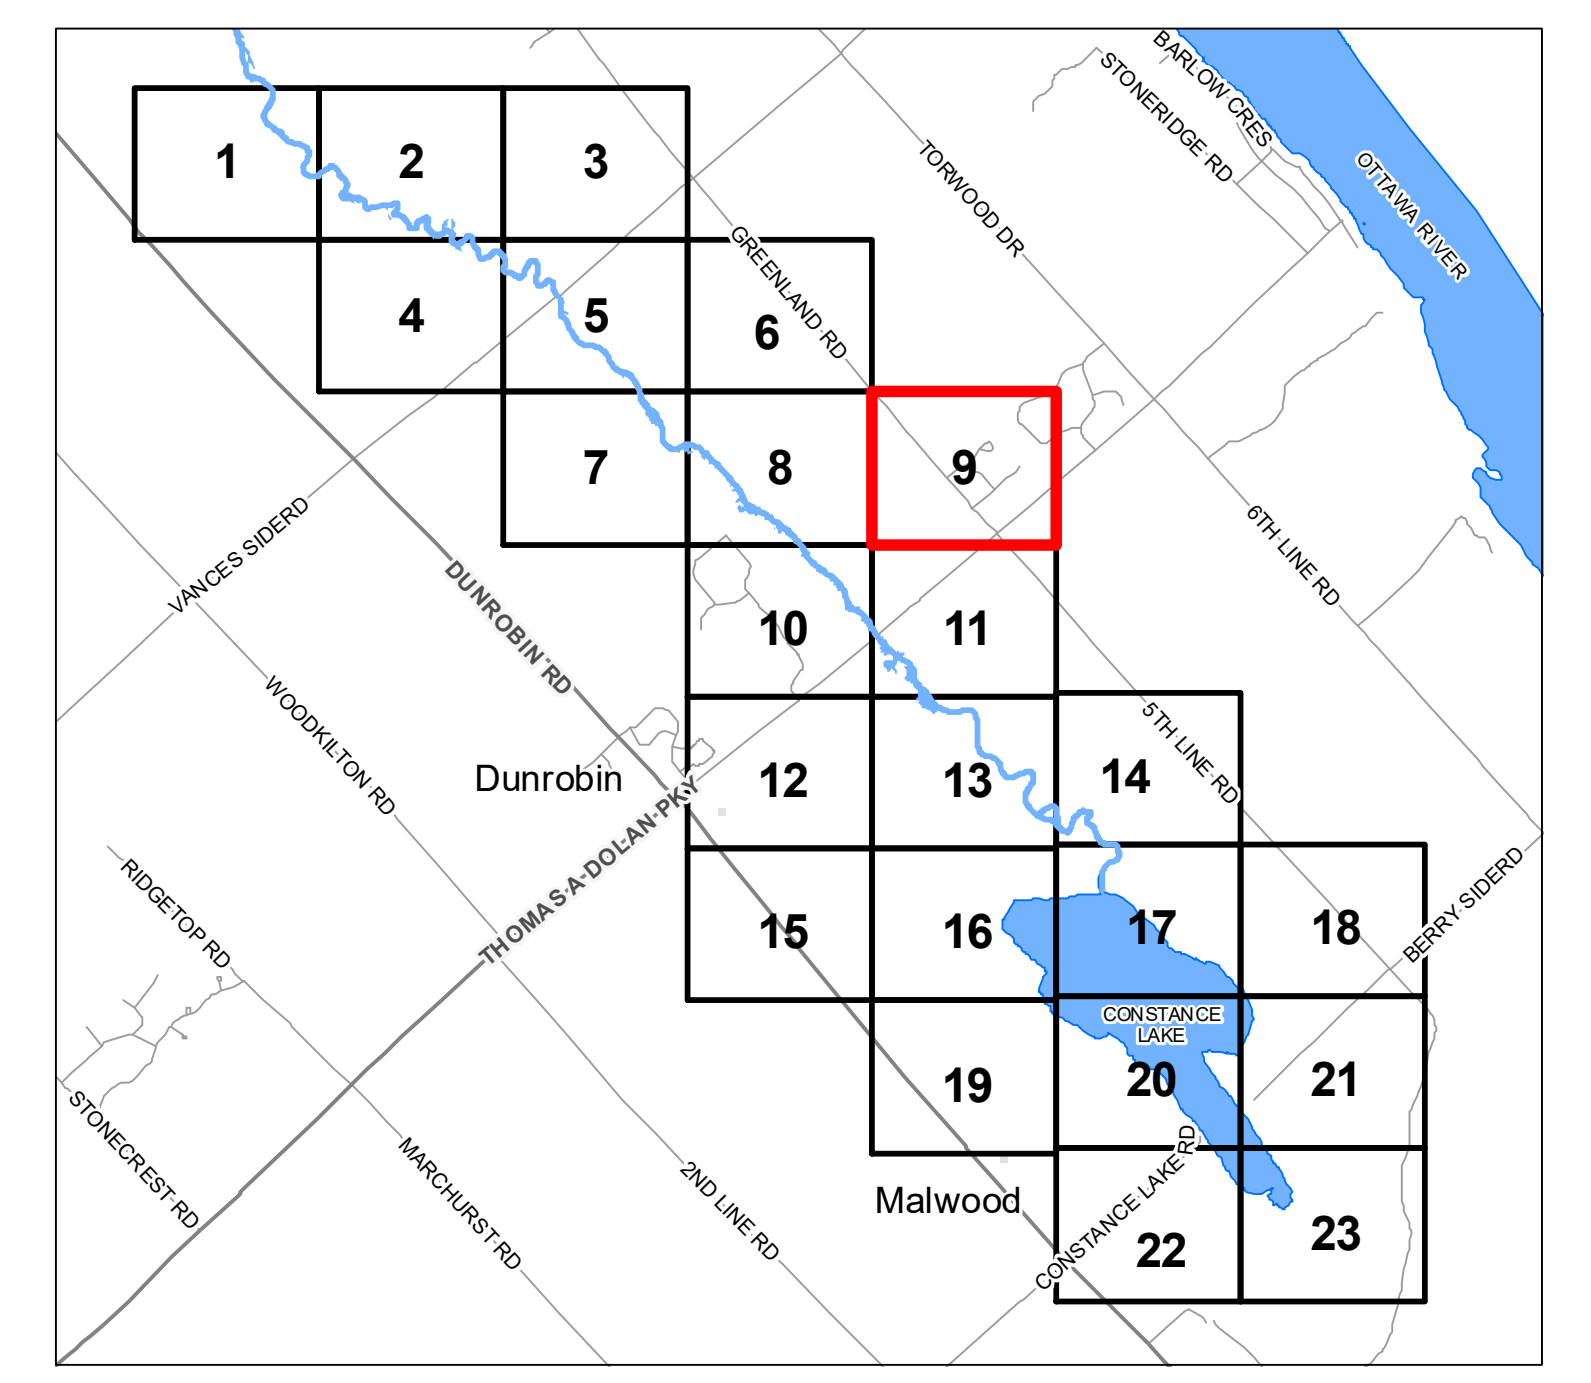 BARLOW CRES
STONERIDGE RD
OTTAWA RIVER
TORWOOD DR
1
2
3
GREENLAND RD
4
5
6
7
8
9
VANCES SIDERD
DUNROBIN RD
6TH LINE RD
10
11
WOODKILTON RD
5TH LINE RD
Dunrobin
12
13
14
THOMAS A DOLAN PKY
RIDGETOP RD
15
16
17
18
BERRY SIDERD
CONSTANCE
LAKE
19
20
21
STONECREST RD
MARCHURST RD
2ND LINE RD
Malwood
CONSTANCE LAKE RD
22
23